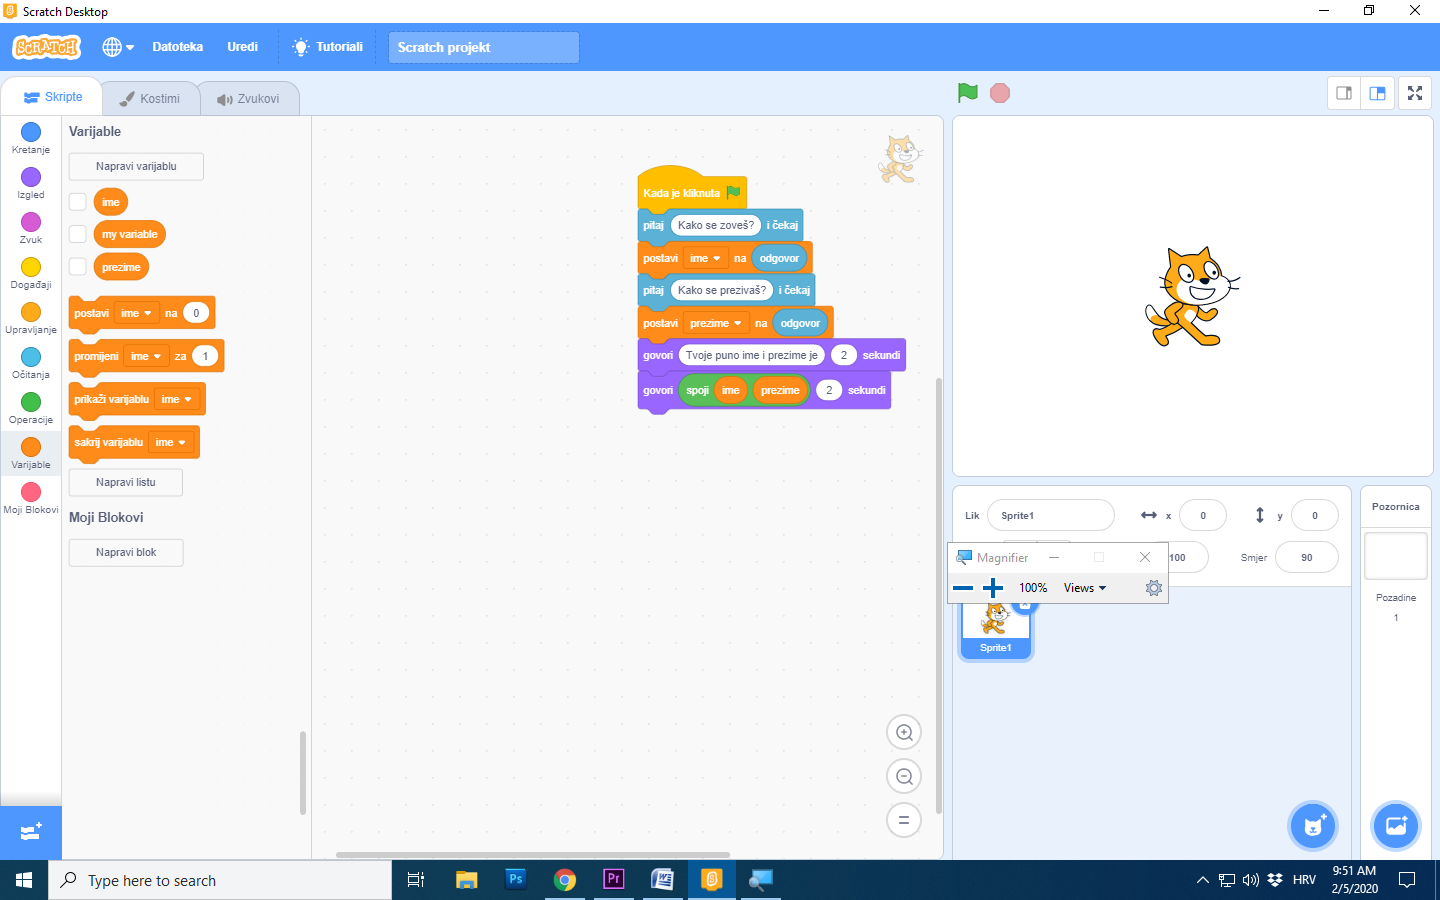 Scratch Desktop
SCRATCH
Datoteka
Uredi
Tutoriali
Scratch projekt
Skripte
Kostimi
Zvukovi
Kretanje
Izgled
Zvuk
Događaji
Upravljanje
Očitanja
Operacije
Varijable
Moji Blokovi
Varijable
Napravi varijablu
ime
my variable
prezime
postavi ime na 0
promijeni ime za 1
prikaži varijablu ime
sakrij varijablu ime
Napravi listu
Moji Blokovi
Napravi blok
Kada je kliknuta
pitaj Kako se zoveš? i čekaj
postavi ime na odgovor
pitaj Kako se prezivaš? i čekaj
postavi prezime na odgovor
govori Tvoje puno ime i prezime je 2 sekundi
govori spoji ime prezime 2 sekundi
Lik Sprite1 x 0 y 0
100 Smjer 90
Magnifier
100% Views
Sprite1
Pozornica
Pozadine
1
Type here to search
Ps
Pr
W
HRV
9:51 AM
2/5/2020